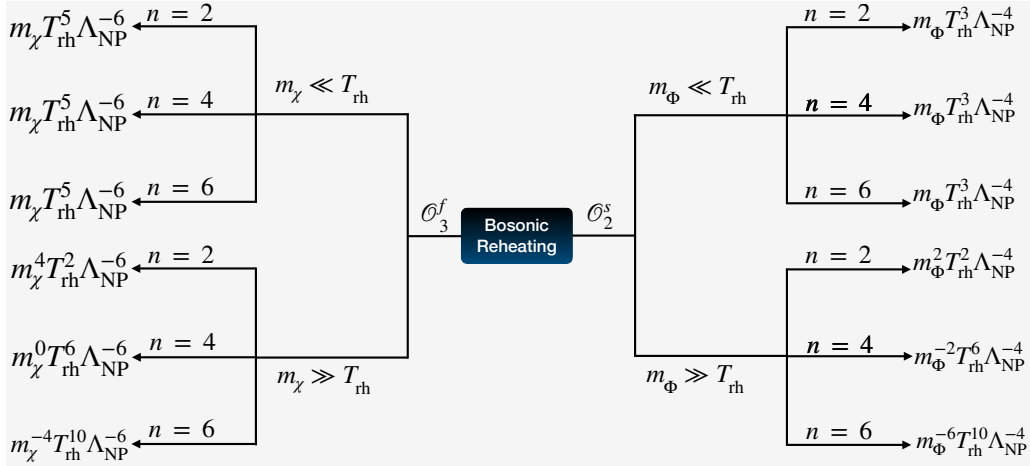 n = 2
m_χ T_rh^5 Λ_NP^{-6}
m_χ ≪ T_rh
n = 4
m_χ T_rh^5 Λ_NP^{-6}
n = 6
m_χ T_rh^5 Λ_NP^{-6}
𝒪_3^f
n = 2
m_χ^4 T_rh^2 Λ_NP^{-6}
n = 4
m_χ^0 T_rh^6 Λ_NP^{-6}
m_χ ≫ T_rh
n = 6
m_χ^{-4} T_rh^{10} Λ_NP^{-6}
Bosonic
Reheating
n = 2
m_Φ T_rh^3 Λ_NP^{-4}
m_Φ ≪ T_rh
n = 4
m_Φ T_rh^3 Λ_NP^{-4}
n = 6
m_Φ T_rh^3 Λ_NP^{-4}
𝒪_2^s
n = 2
m_Φ^2 T_rh^2 Λ_NP^{-4}
n = 4
m_Φ^{-2} T_rh^6 Λ_NP^{-4}
m_Φ ≫ T_rh
n = 6
m_Φ^{-6} T_rh^{10} Λ_NP^{-4}